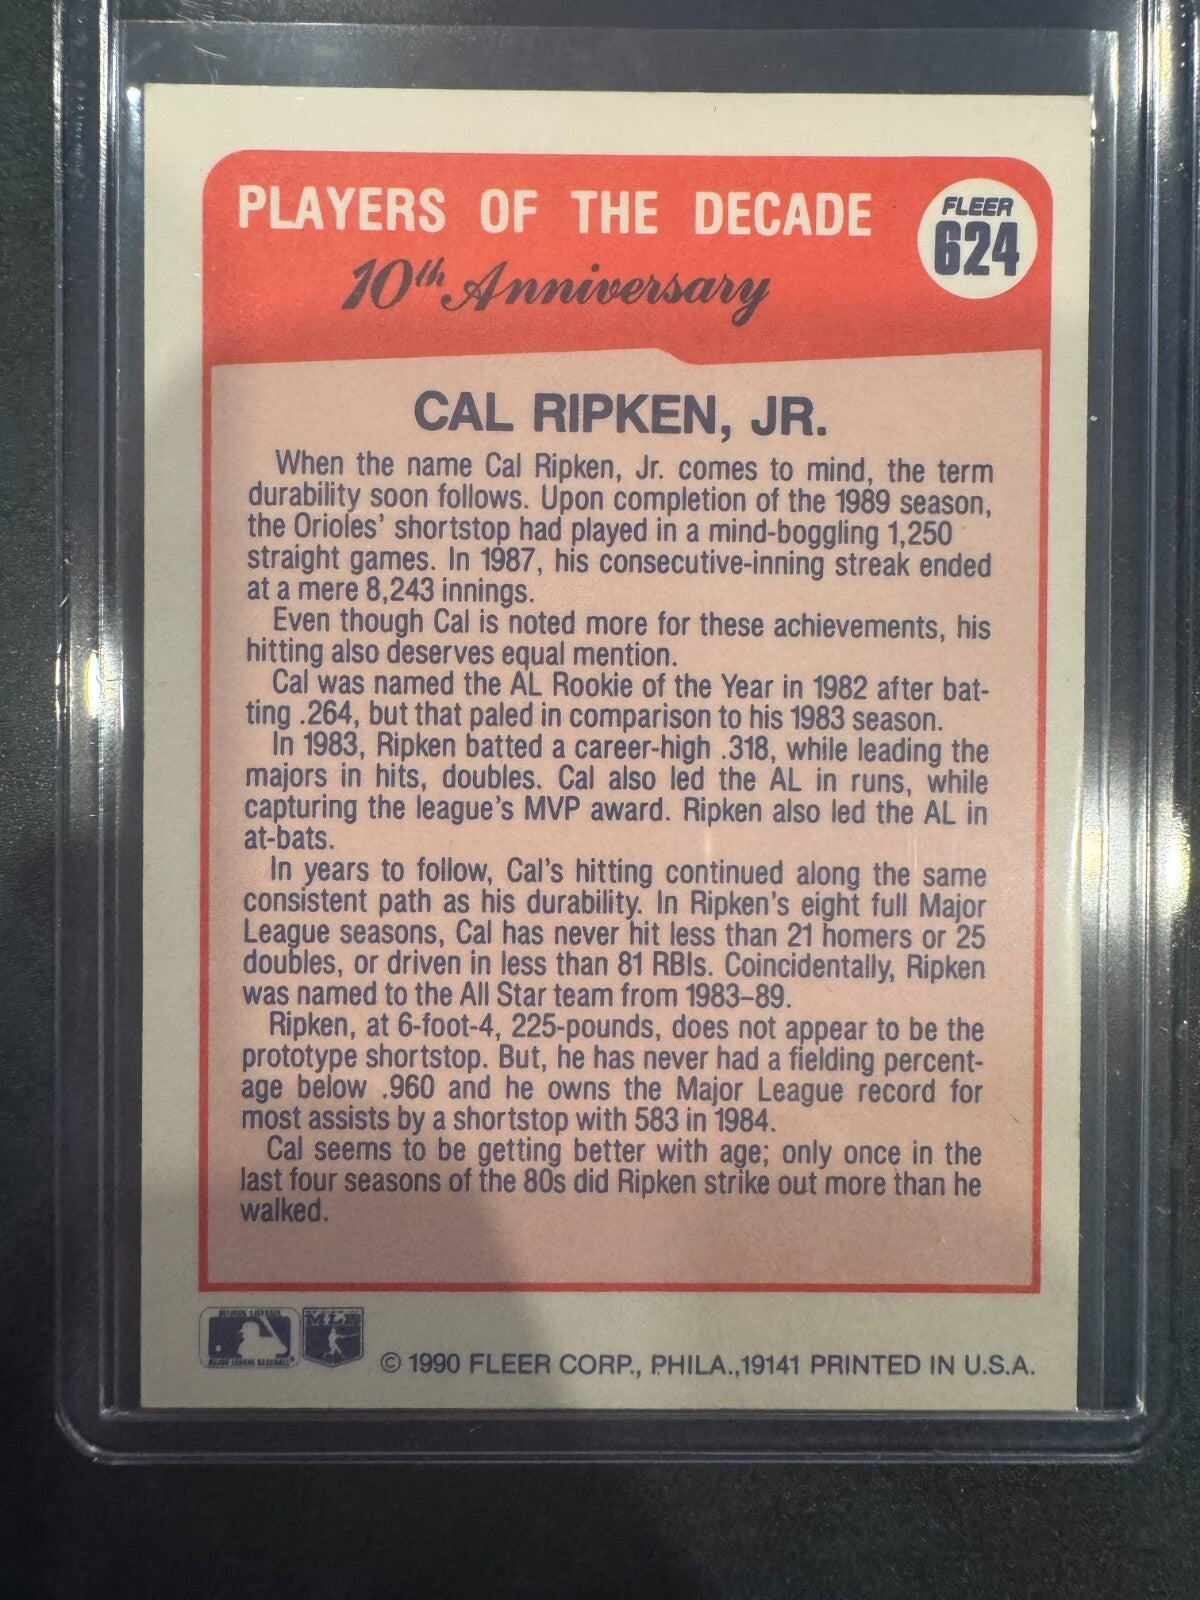 PLAYERS OF THE DECADE
FLEER
624
10th Anniversary
CAL RIPKEN, JR.
When the name Cal Ripken, Jr. comes to mind, the term
durability soon follows. Upon completion of the 1989 season,
the Orioles' shortstop had played in a mind-boggling 1,250
straight games. In 1987, his consecutive-inning streak ended
at a mere 8,243 innings.
Even though Cal is noted more for these achievements, his
hitting also deserves equal mention.
Cal was named the AL Rookie of the Year in 1982 after bat-
ting .264, but that paled in comparison to his 1983 season.
In 1983, Ripken batted a career-high .318, while leading the
majors in hits, doubles. Cal also led the AL in runs, while
capturing the league's MVP award. Ripken also led the AL in
at-bats.
In years to follow, Cal's hitting continued along the same
consistent path as his durability. In Ripken's eight full Major
League seasons, Cal has never hit less than 21 homers or 25
doubles, or driven in less than 81 RBIs. Coincidentally, Ripken
was named to the All Star team from 1983–89.
Ripken, at 6-foot-4, 225-pounds, does not appear to be the
prototype shortstop. But, he has never had a fielding percent-
age below .960 and he owns the Major League record for
most assists by a shortstop with 583 in 1984.
Cal seems to be getting better with age; only once in the
last four seasons of the 80s did Ripken strike out more than he
walked.
MAJOR LEAGUE BASEBALL®
© 1990 FLEER CORP., PHILA.,19141 PRINTED IN U.S.A.